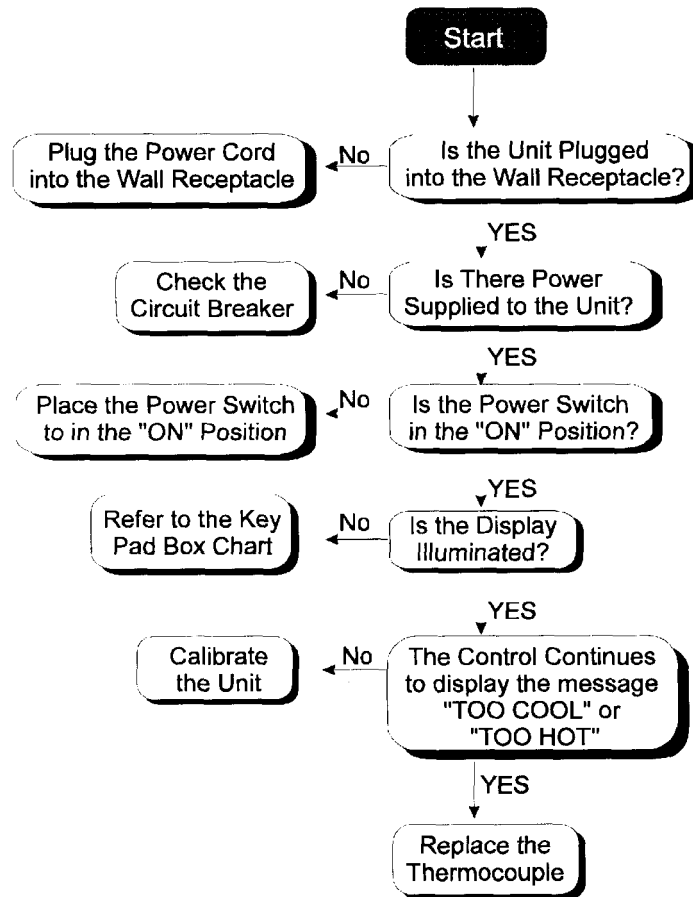 Start
Is the Unit Plugged
into the Wall Receptacle?
No
Plug the Power Cord
into the Wall Receptacle
YES
Is There Power
Supplied to the Unit?
No
Check the
Circuit Breaker
YES
Is the Power Switch
in the "ON" Position?
No
Place the Power Switch
to in the "ON" Position
YES
Is the Display
Illuminated?
No
Refer to the Key
Pad Box Chart
YES
The Control Continues
to display the message
"TOO COOL" or
"TOO HOT"
No
Calibrate
the Unit
YES
Replace the
Thermocouple